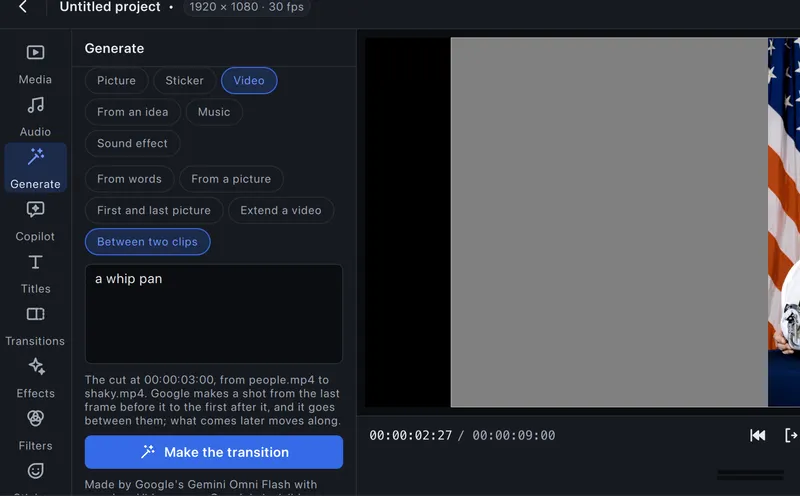 Untitled project • 1920 × 1080 · 30 fps
Generate
Media
Audio
Generate
Copilot
Titles
Transitions
Effects
Filters
Picture Sticker Video
From an idea Music
Sound effect
From words From a picture
First and last picture Extend a video
Between two clips
a whip pan
The cut at 00:00:03:00, from people.mp4 to
shaky.mp4. Google makes a shot from the last
frame before it to the first after it, and it goes
between them; what comes later moves along.
Make the transition
Made by Google's Gemini Omni Flash with
00:00:02:27 / 00:00:09:00